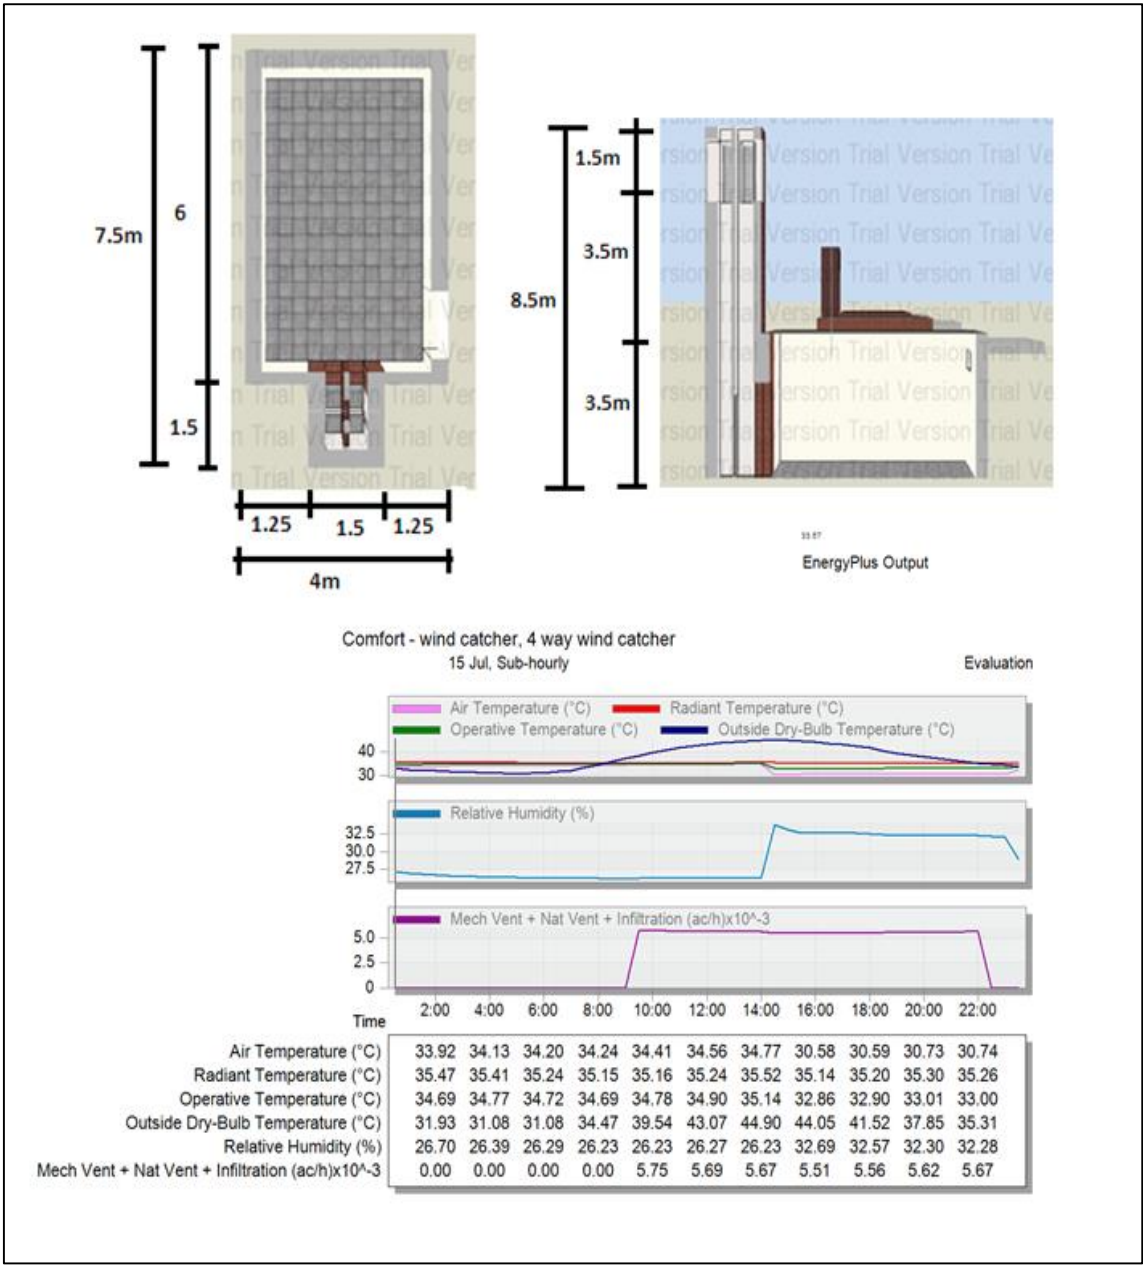 7.5m
6
1.5
1.25
1.5
1.25
4m
8.5m
1.5m
3.5m
3.5m
Trial Version Trial Ver
rsion Trial Version Trial Ve
33.67
EnergyPlus Output
Comfort - wind catcher, 4 way wind catcher
15 Jul, Sub-hourly Evaluation
Air Temperature (°C) Radiant Temperature (°C)
Operative Temperature (°C) Outside Dry-Bulb Temperature (°C)
40
30
Relative Humidity (%)
32.5
30.0
27.5
Mech Vent + Nat Vent + Infiltration (ac/h)x10^-3
5.0
2.5
0
Time 2:00 4:00 6:00 8:00 10:00 12:00 14:00 16:00 18:00 20:00 22:00
Air Temperature (°C) 33.92 34.13 34.20 34.24 34.41 34.56 34.77 30.58 30.59 30.73 30.74
Radiant Temperature (°C) 35.47 35.41 35.24 35.15 35.16 35.24 35.52 35.14 35.20 35.30 35.26
Operative Temperature (°C) 34.69 34.77 34.72 34.69 34.78 34.90 35.14 32.86 32.90 33.01 33.00
Outside Dry-Bulb Temperature (°C) 31.93 31.08 31.08 34.47 39.54 43.07 44.90 44.05 41.52 37.85 35.31
Relative Humidity (%) 26.70 26.39 26.29 26.23 26.23 26.27 26.23 32.69 32.57 32.30 32.28
Mech Vent + Nat Vent + Infiltration (ac/h)x10^-3 0.00 0.00 0.00 0.00 5.75 5.69 5.67 5.51 5.56 5.62 5.67